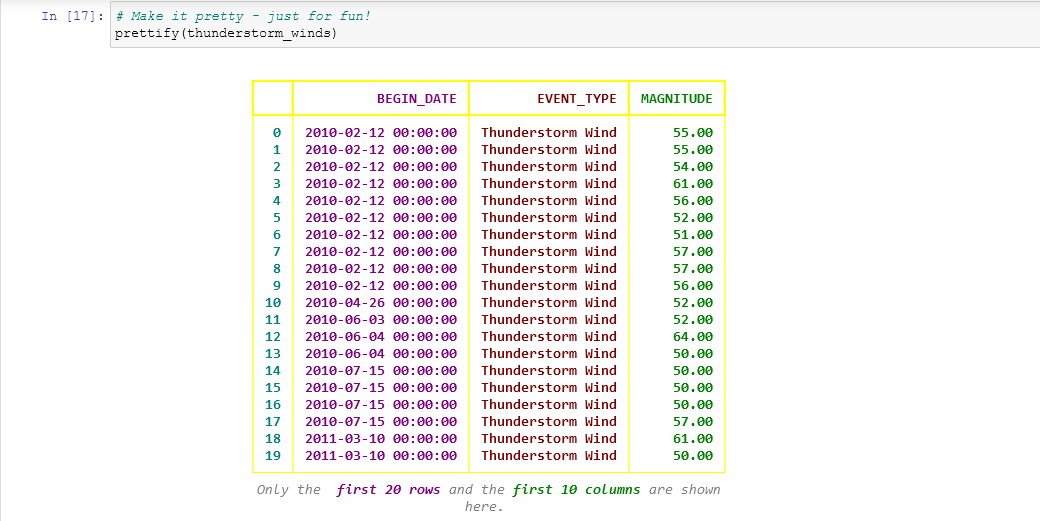 In [17]: # Make it pretty - just for fun!
prettify(thunderstorm_winds)
BEGIN_DATE EVENT_TYPE MAGNITUDE
0 2010-02-12 00:00:00 Thunderstorm Wind 55.00
1 2010-02-12 00:00:00 Thunderstorm Wind 55.00
2 2010-02-12 00:00:00 Thunderstorm Wind 54.00
3 2010-02-12 00:00:00 Thunderstorm Wind 61.00
4 2010-02-12 00:00:00 Thunderstorm Wind 56.00
5 2010-02-12 00:00:00 Thunderstorm Wind 52.00
6 2010-02-12 00:00:00 Thunderstorm Wind 51.00
7 2010-02-12 00:00:00 Thunderstorm Wind 57.00
8 2010-02-12 00:00:00 Thunderstorm Wind 57.00
9 2010-02-12 00:00:00 Thunderstorm Wind 56.00
10 2010-04-26 00:00:00 Thunderstorm Wind 52.00
11 2010-06-03 00:00:00 Thunderstorm Wind 52.00
12 2010-06-04 00:00:00 Thunderstorm Wind 64.00
13 2010-06-04 00:00:00 Thunderstorm Wind 50.00
14 2010-07-15 00:00:00 Thunderstorm Wind 50.00
15 2010-07-15 00:00:00 Thunderstorm Wind 50.00
16 2010-07-15 00:00:00 Thunderstorm Wind 50.00
17 2010-07-15 00:00:00 Thunderstorm Wind 57.00
18 2011-03-10 00:00:00 Thunderstorm Wind 61.00
19 2011-03-10 00:00:00 Thunderstorm Wind 50.00
Only the first 20 rows and the first 10 columns are shown
here.